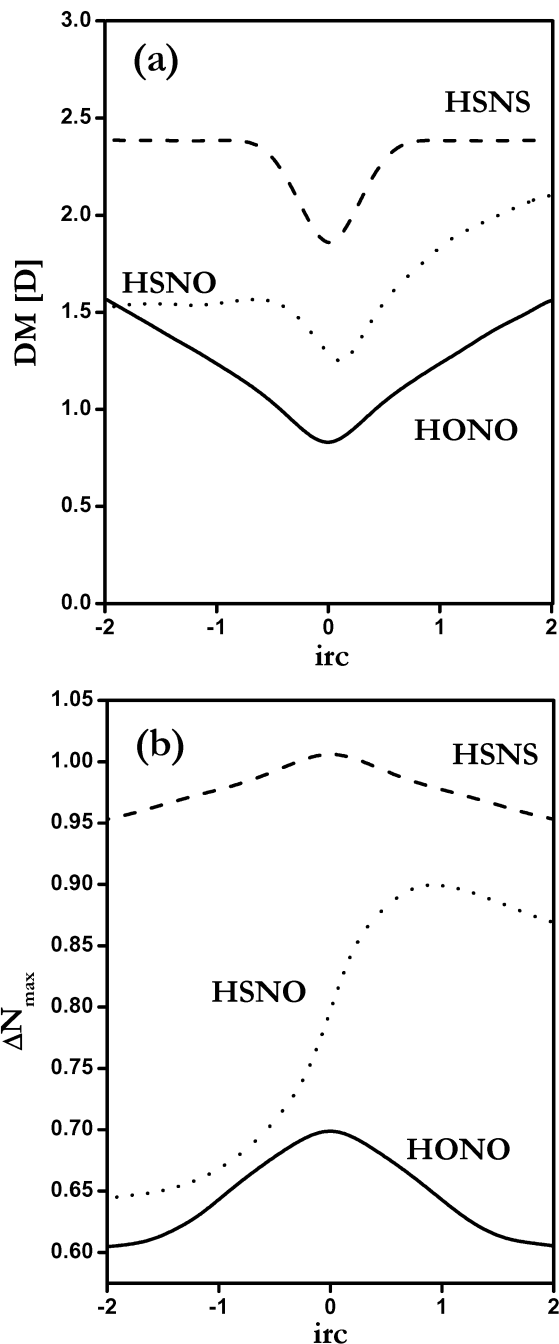 3.0
(a)
HSNS
2.5
2.0
HSNO
1.5
DM [D]
1.0
HONO
0.5
0.0
-2 -1 0 1 2
irc
1.05
(b)
HSNS
1.00
0.95
0.90
0.85
HSNO
0.80
ΔNmax
0.75
0.70
HONO
0.65
0.60
-2 -1 0 1 2
irc